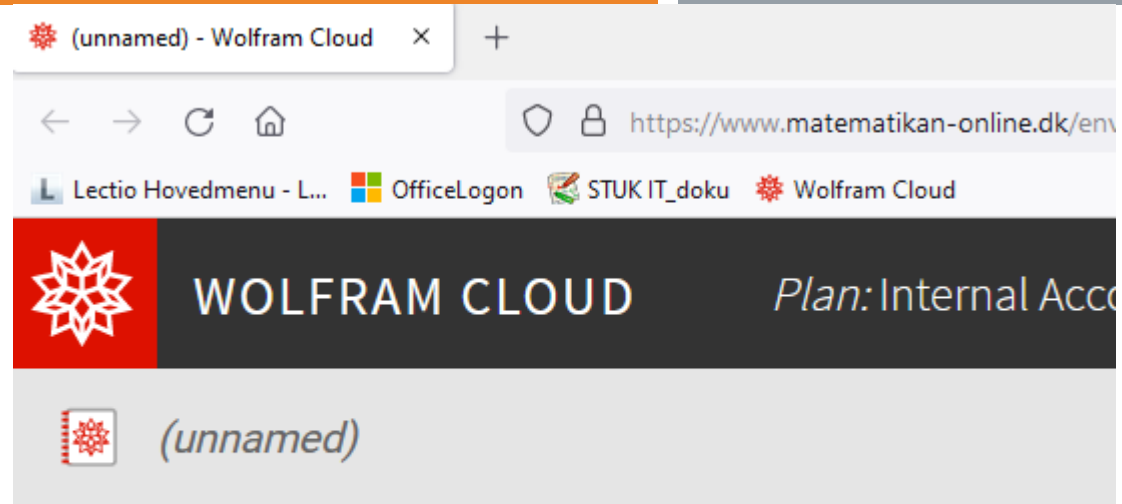 (unnamed) - Wolfram Cloud
https://www.matematikan-online.dk/env
L Lectio Hovedmenu - L... OfficeLogon STUK IT_doku Wolfram Cloud
WOLFRAM CLOUD Plan: Internal Acco
(unnamed)